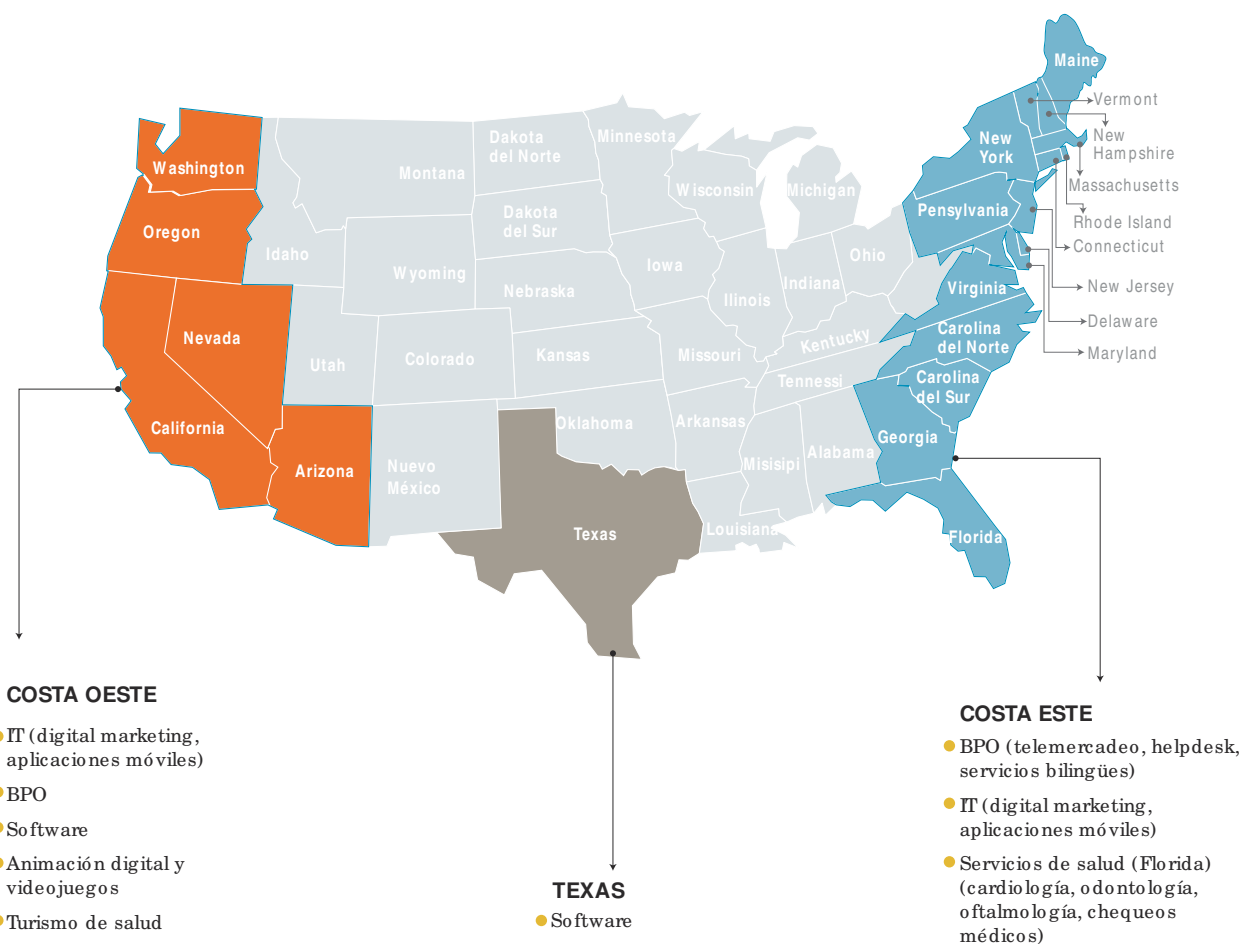 Maine
Vermont
New
Hampshire
Massachusetts
Rhode Island
Connecticut
New Jersey
Delaware
Maryland
New
York
Pensylvania
Virginia
Carolina
del Norte
Carolina
del Sur
Georgia
Florida
Washington
Oregon
Nevada
California
Arizona
Idaho
Montana
Wyoming
Utah
Colorado
Nuevo
México
Dakota
del Norte
Dakota
del Sur
Nebraska
Kansas
Oklahoma
Texas
Minnesota
Iowa
Missouri
Arkansas
Louisiana
Wisconsin
Ilinois
Michigan
Indiana
Ohio
Kentucky
Tennessi
Misisipi
Alabama
COSTA OESTE
IT (digital marketing,
aplicaciones móviles)
BPO
Software
Animación digital y
videojuegos
Turismo de salud
TEXAS
Software
COSTA ESTE
BPO (telemercadeo, helpdesk,
servicios bilingües)
IT (digital marketing,
aplicaciones móviles)
Servicios de salud (Florida)
(cardiología, odontología,
oftalmología, chequeos
médicos)